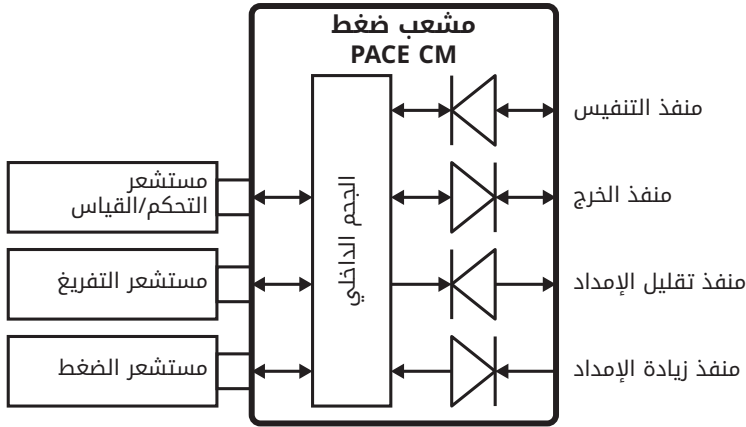 مشعب ضغط
PACE CM
منفذ التنفيس
منفذ الخرج
منفذ تقليل الإمداد
منفذ زيادة الإمداد
الحجم الداخلي
مستشعر
التحكم/القياس
مستشعر التفريغ
مستشعر الضغط